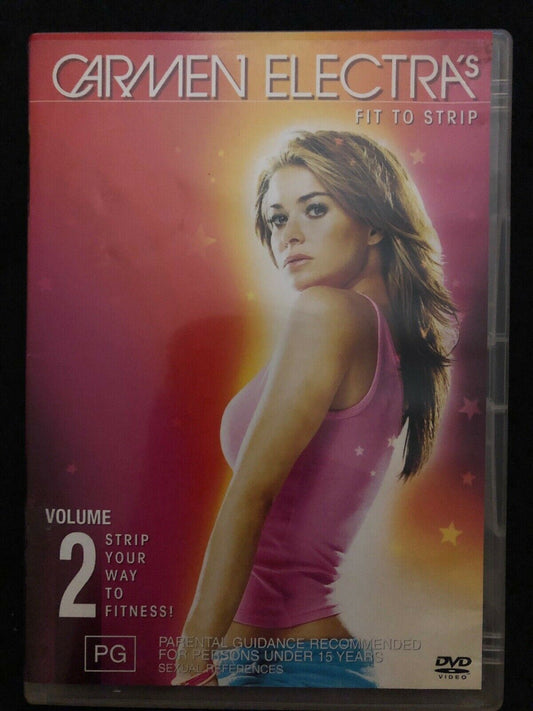 CARMEN ELECTRA's
FIT TO STRIP
VOLUME
2
STRIP
YOUR
WAY
TO
FITNESS!
PG
PARENTAL GUIDANCE RECOMMENDED
FOR PERSONS UNDER 15 YEARS
SEXUAL REFERENCES
DVD
VIDEO